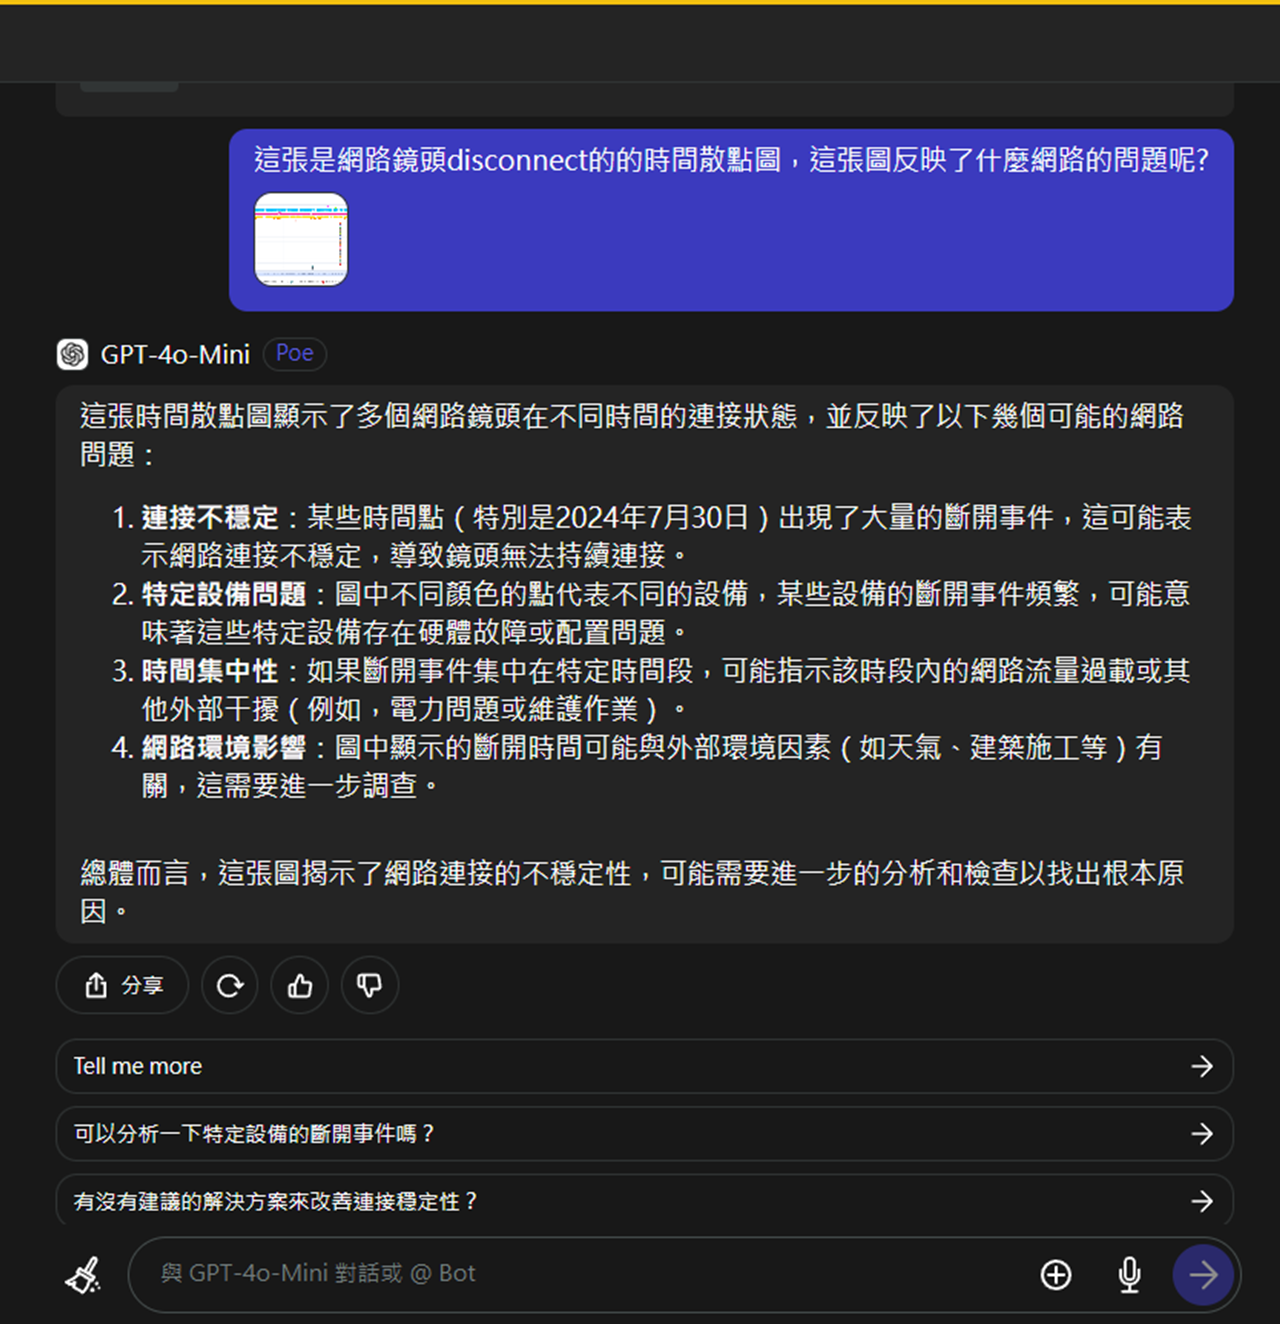 這張是網路鏡頭disconnect的的時間散點圖，這張圖反映了什麼網路的問題呢?
GPT-4o-Mini Poe
這張時間散點圖顯示了多個網路鏡頭在不同時間的連接狀態，並反映了以下幾個可能的網路
問題：
1. 連接不穩定：某些時間點（特別是2024年7月30日）出現了大量的斷開事件，這可能表
示網路連接不穩定，導致鏡頭無法持續連接。
2. 特定設備問題：圖中不同顏色的點代表不同的設備，某些設備的斷開事件頻繁，可能意
味著這些特定設備存在硬體故障或配置問題。
3. 時間集中性：如果斷開事件集中在特定時間段，可能指示該時段內的網路流量過載或其
他外部干擾（例如，電力問題或維護作業）。
4. 網路環境影響：圖中顯示的斷開時間可能與外部環境因素（如天氣、建築施工等）有
關，這需要進一步調查。
總體而言，這張圖揭示了網路連接的不穩定性，可能需要進一步的分析和檢查以找出根本原
因。
分享
Tell me more
可以分析一下特定設備的斷開事件嗎？
有沒有建議的解決方案來改善連接穩定性？
與 GPT-4o-Mini 對話或 @ Bot